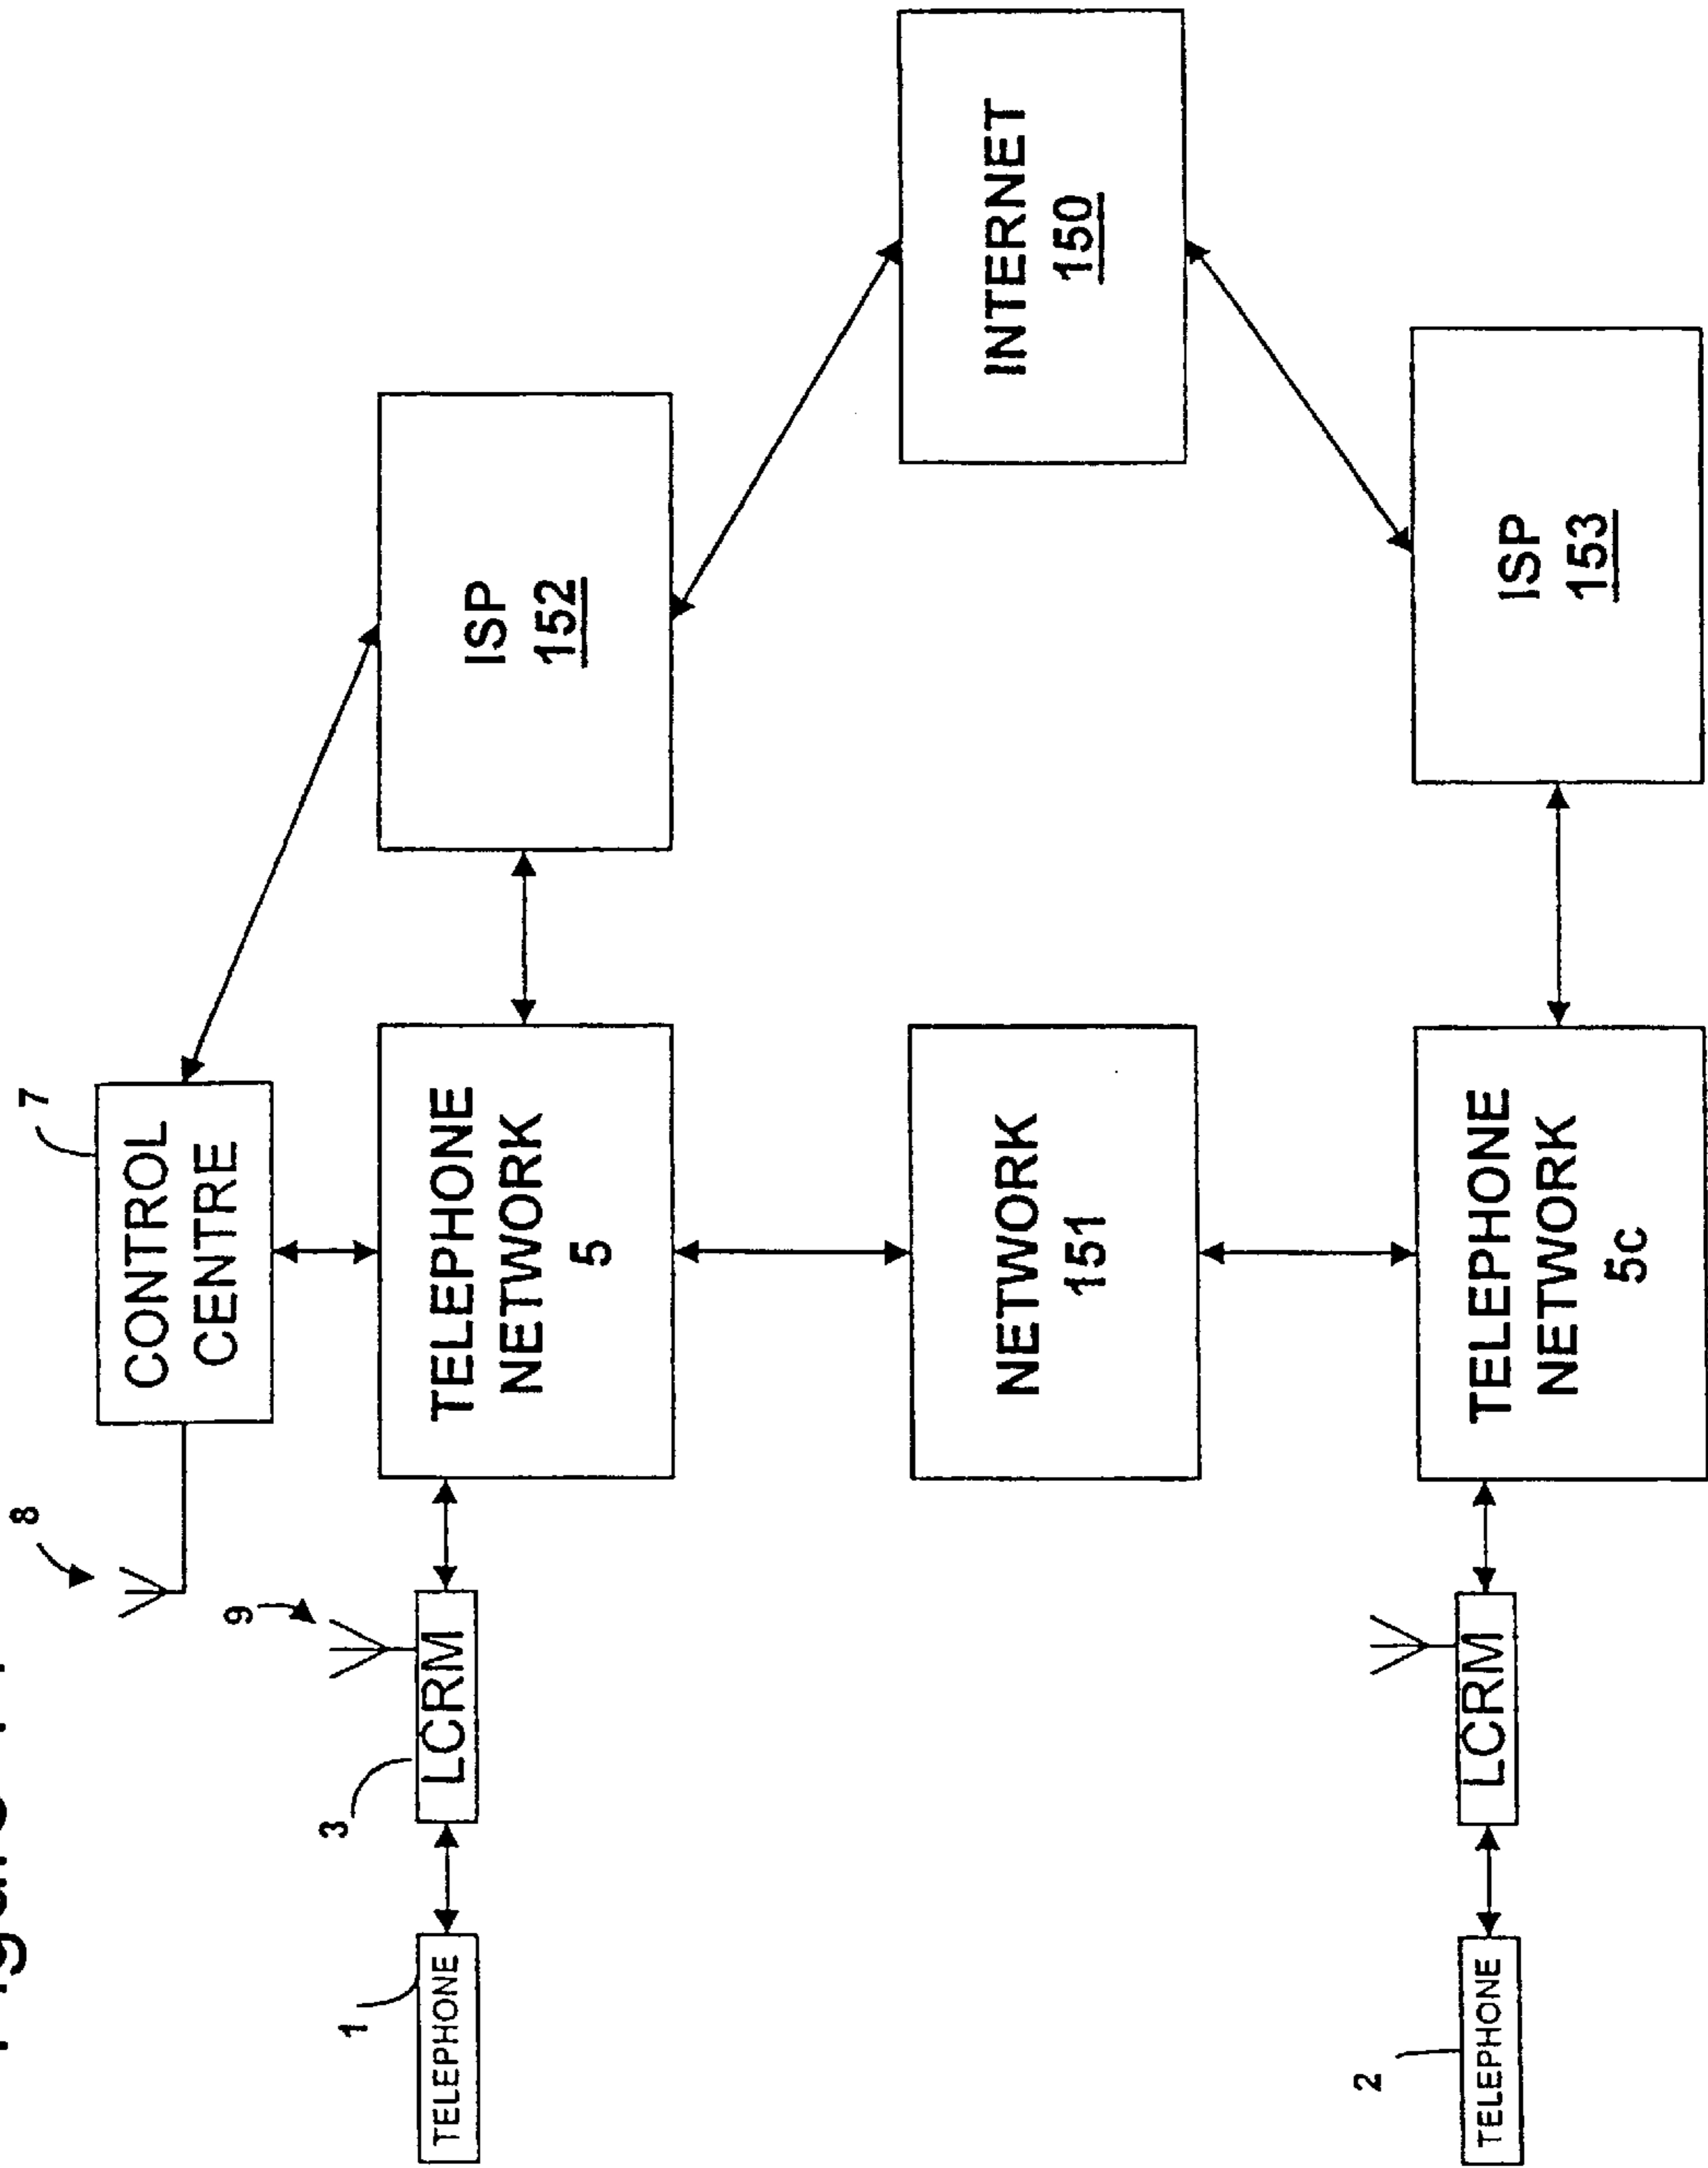 Figure
8
7
CONTROL
CENTRE
9
3
1
TELEPHONE
LCRM
TELEPHONE
NETWORK
5
ISP
152
NETWORK
151
INTERNET
150
2
TELEPHONE
LCRM
TELEPHONE
NETWORK
5c
ISP
153